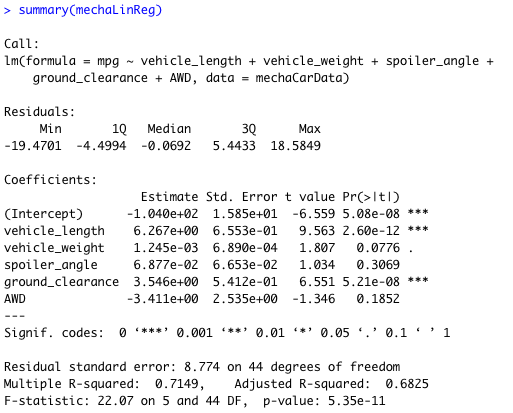 > summary(mechaLinReg)

Call:
lm(formula = mpg ~ vehicle_length + vehicle_weight + spoiler_angle +
    ground_clearance + AWD, data = mechaCarData)

Residuals:
     Min       1Q   Median       3Q      Max
-19.4701  -4.4994  -0.0692   5.4433  18.5849

Coefficients:
                   Estimate Std. Error t value Pr(>|t|)
(Intercept)      -1.040e+02  1.585e+01  -6.559 5.08e-08 ***
vehicle_length    6.267e+00  6.553e-01   9.563 2.60e-12 ***
vehicle_weight    1.245e-03  6.890e-04   1.807   0.0776 .
spoiler_angle     6.877e-02  6.653e-02   1.034   0.3069
ground_clearance  3.546e+00  5.412e-01   6.551 5.21e-08 ***
AWD              -3.411e+00  2.535e+00  -1.346   0.1852
---
Signif. codes:  0 ‘***’ 0.001 ‘**’ 0.01 ‘*’ 0.05 ‘.’ 0.1 ‘ ’ 1

Residual standard error: 8.774 on 44 degrees of freedom
Multiple R-squared:  0.7149,	Adjusted R-squared:  0.6825
F-statistic: 22.07 on 5 and 44 DF,  p-value: 5.35e-11